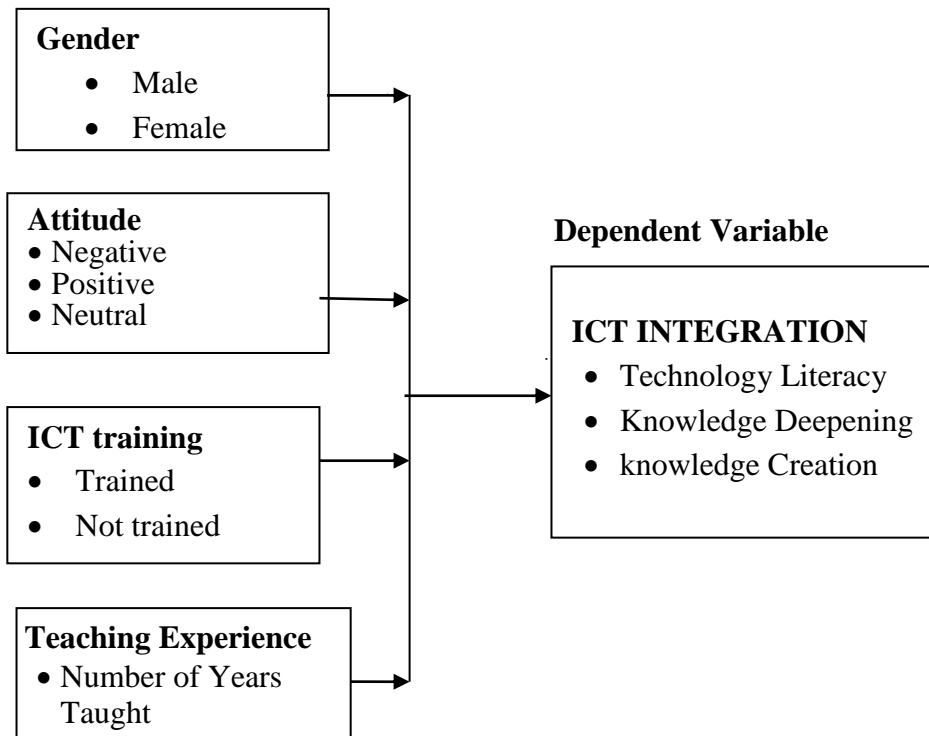 Gender
• Male
• Female
Attitude
• Negative
• Positive
• Neutral
ICT training
• Trained
• Not trained
Teaching Experience
• Number of Years
Taught
Dependent Variable
ICT INTEGRATION
• Technology Literacy
• Knowledge Deepening
• knowledge Creation